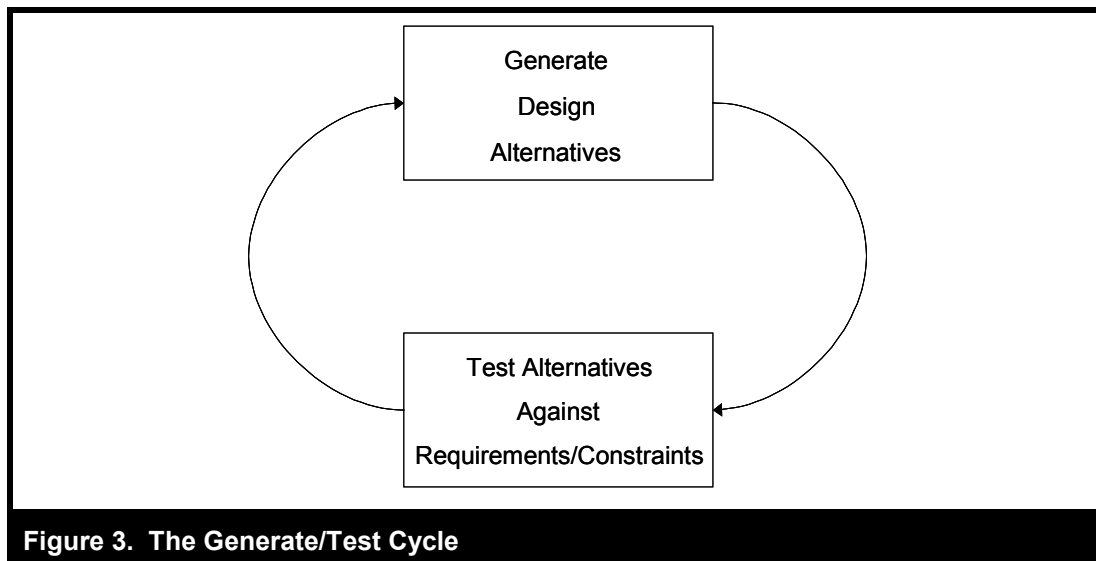 Generate
Design
Alternatives
Test Alternatives
Against
Requirements/Constraints
Figure 3. The Generate/Test Cycle